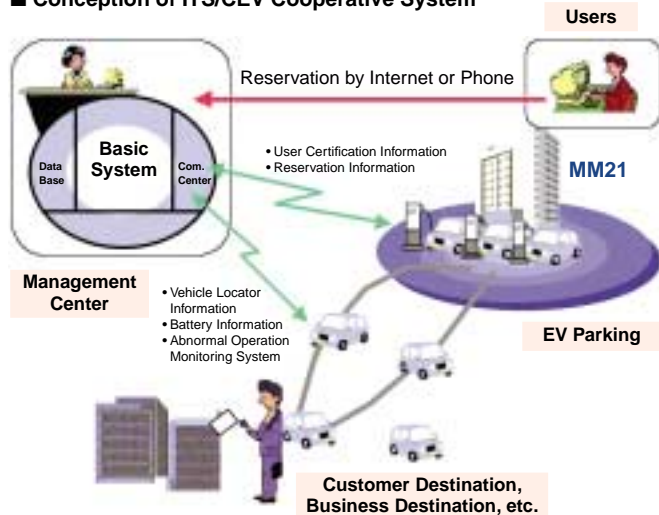 ■ Conception of ITS/CEV Cooperative System
Users
Reservation by Internet or Phone
Data
Base
Basic
System
Com.
Center
• User Certification Information
• Reservation Information
MM21
Management
Center
• Vehicle Locator
Information
• Battery Information
• Abnormal Operation
Monitoring System
EV Parking
Customer Destination,
Business Destination, etc.